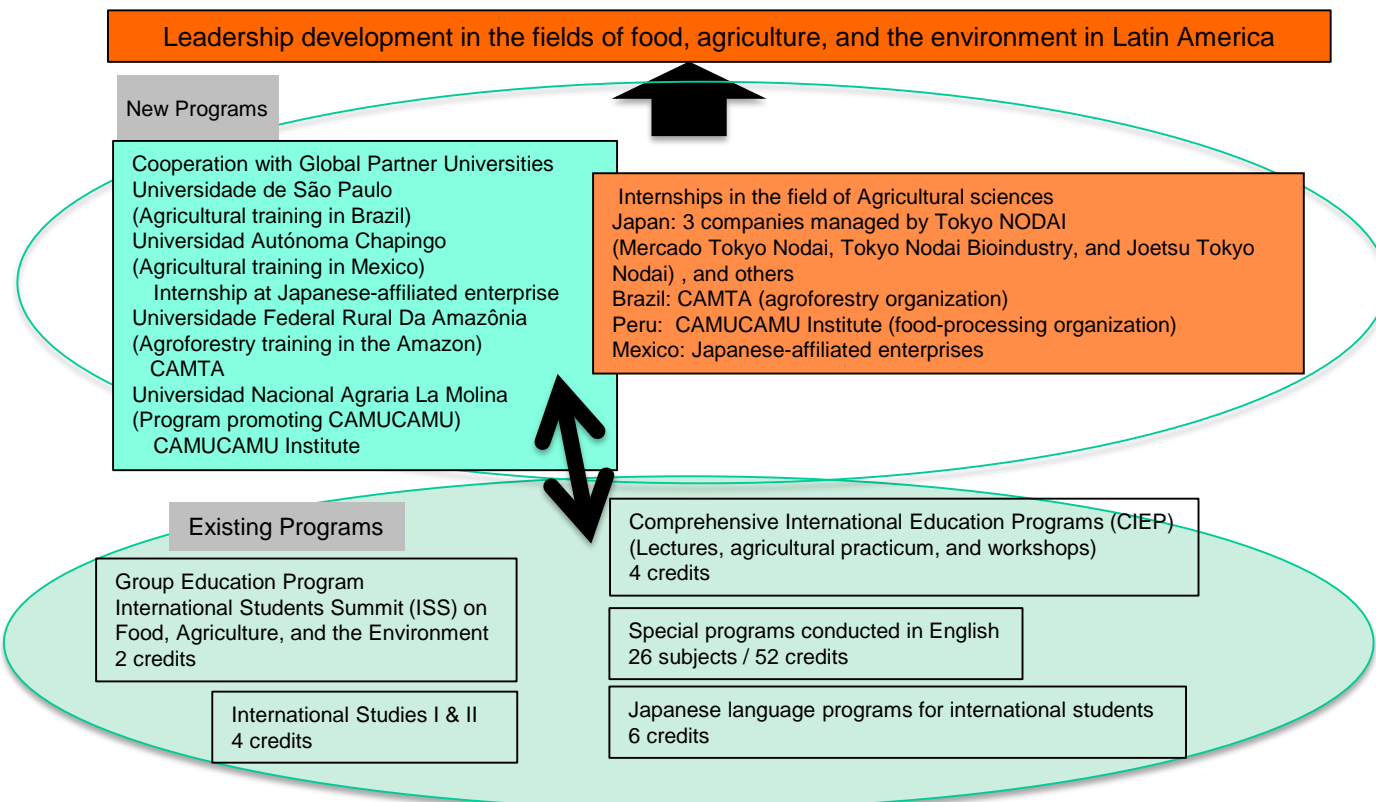 Leadership development in the fields of food, agriculture, and the environment in Latin America
New Programs
Cooperation with Global Partner Universities
Universidade de São Paulo
(Agricultural training in Brazil)
Universidad Autónoma Chapingo
(Agricultural training in Mexico)
Internship at Japanese-affiliated enterprise
Universidade Federal Rural Da Amazônia
(Agroforestry training in the Amazon)
CAMTA
Universidad Nacional Agraria La Molina
(Program promoting CAMUCAMU)
CAMUCAMU Institute
Internships in the field of Agricultural sciences
Japan: 3 companies managed by Tokyo NODAI
(Mercado Tokyo Nodai, Tokyo Nodai Bioindustry, and Joetsu Tokyo
Nodai) , and others
Brazil: CAMTA (agroforestry organization)
Peru: CAMUCAMU Institute (food-processing organization)
Mexico: Japanese-affiliated enterprises
Existing Programs
Group Education Program
International Students Summit (ISS) on
Food, Agriculture, and the Environment
2 credits
International Studies I & II
4 credits
Comprehensive International Education Programs (CIEP)
(Lectures, agricultural practicum, and workshops)
4 credits
Special programs conducted in English
26 subjects / 52 credits
Japanese language programs for international students
6 credits